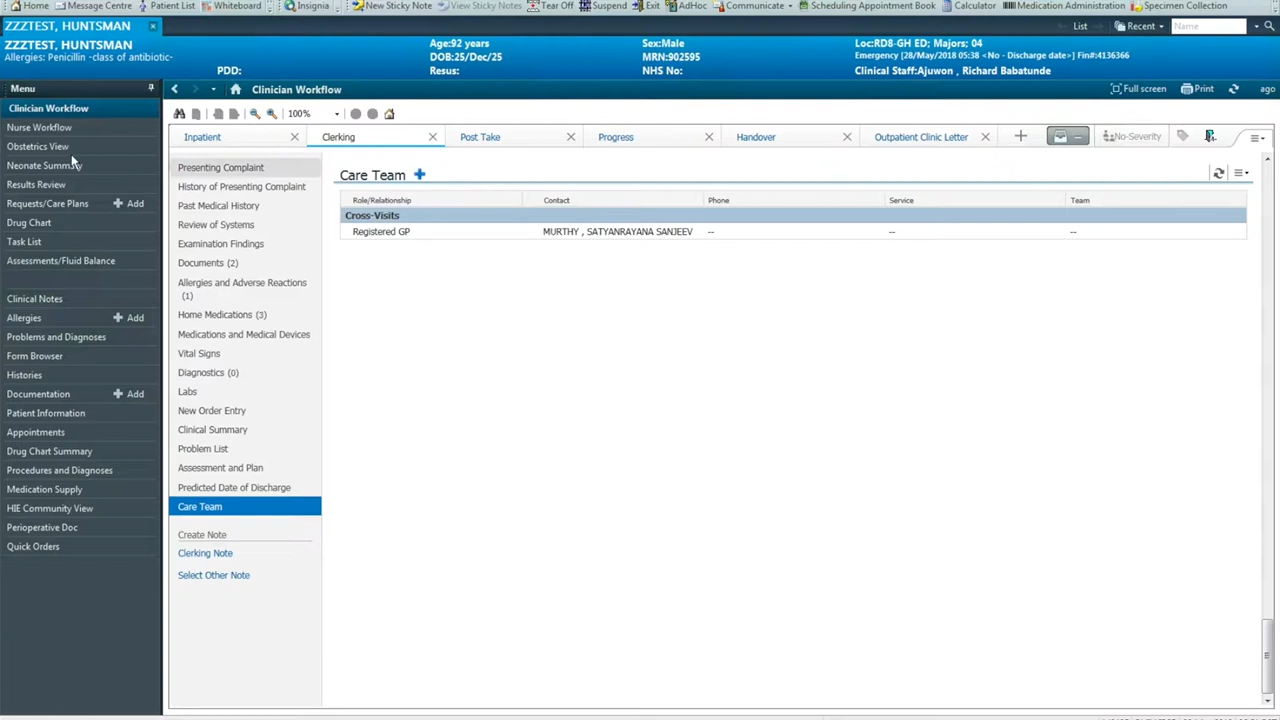 Home Message Centre Patient List Whiteboard Insignia New Sticky Note View Sticky Notes Tear Off Suspend Exit AdHoc Communicate Scheduling Appointment Book Calculator Medication Administration Specimen Collection
ZZZTEST, HUNTSMAN
List Recent Name
ZZZTEST, HUNTSMAN
Allergies: Penicillin -class of antibiotic-
PDD:
Age:92 years
DOB:25/Dec/25
Resus:
Sex:Male
MRN:902595
NHS No:
Loc:RD8-GH ED; Majors; 04
Emergency [28/May/2018 05:38 <No - Discharge date>] Fin#:4136366
Clinical Staff:Ajuwon , Richard Babatunde
Menu
Clinician Workflow
Nurse Workflow
Obstetrics View
Neonate Summary
Results Review
Requests/Care Plans Add
Drug Chart
Task List
Assessments/Fluid Balance
Clinical Notes
Allergies Add
Problems and Diagnoses
Form Browser
Histories
Documentation Add
Patient Information
Appointments
Drug Chart Summary
Procedures and Diagnoses
Medication Supply
HIE Community View
Perioperative Doc
Quick Orders
Clinician Workflow
Full screen Print ago
100%
Inpatient Clerking Post Take Progress Handover Outpatient Clinic Letter No-Severity
Presenting Complaint
History of Presenting Complaint
Past Medical History
Review of Systems
Examination Findings
Documents (2)
Allergies and Adverse Reactions
(1)
Home Medications (3)
Medications and Medical Devices
Vital Signs
Diagnostics (0)
Labs
New Order Entry
Clinical Summary
Problem List
Assessment and Plan
Predicted Date of Discharge
Care Team
Create Note
Clerking Note
Select Other Note
Care Team
Role/Relationship Contact Phone Service Team
Cross-Visits
Registered GP MURTHY , SATYANRAYANA SANJEEV -- -- --